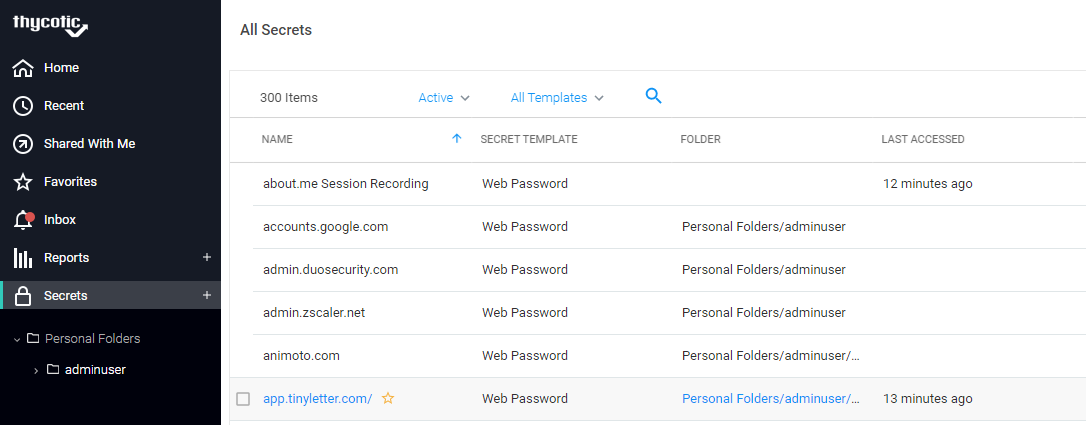 thycotic
Home
Recent
Shared With Me
Favorites
Inbox
Reports +
Secrets +
Personal Folders
adminuser
All Secrets
300 Items Active All Templates
NAME SECRET TEMPLATE FOLDER LAST ACCESSED
about.me Session Recording Web Password 12 minutes ago
accounts.google.com Web Password Personal Folders/adminuser
admin.duosecurity.com Web Password Personal Folders/adminuser
admin.zscaler.net Web Password Personal Folders/adminuser
animoto.com Web Password Personal Folders/adminuser/...
app.tinyletter.com/ Web Password Personal Folders/adminuser/... 13 minutes ago